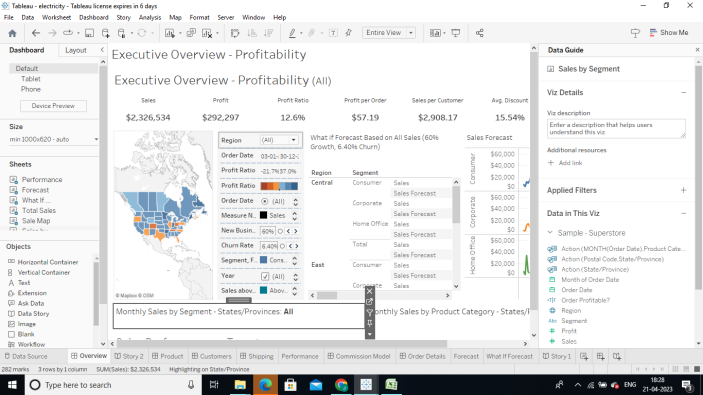 Tableau - electricity - Tableau license expires in 6 days
File Data Worksheet Dashboard Story Analysis Map Format Server Window Help
Entire View
Show Me
Dashboard Layout
Default
Tablet
Phone
Device Preview
Size
min 1000x620 - auto
Sheets
Performance
Forecast
What If ...
Total Sales
Sale Map
Objects
Horizontal Container
Vertical Container
A Text
Extension
Ask Data
Data Story
Image
Blank
Workflow
Executive Overview - Profitability
Executive Overview - Profitability (All)
Sales Profit Profit Ratio Profit per Order Sales per Customer Avg. Discount
$2,326,534 $292,297 12.6% $57.19 $2,908.17 15.54%
Region (All)
Order Date 03-01- 30-12-:
Profit Ratio -21.7% 37.0%
Profit Ratio
Order Date (All)
Measure N.. Sales
New Busin.. 60%
Churn Rate 6.40%
Segment, F.. Cons..
Year (All)
Sales abov.. Abov..
© Mapbox © OSM
What if Forecast Based on All Sales (60% Growth, 6.40% Churn)
Region Segment
Central Consumer Sales
Sales Forecast
Corporate Sales
Sales Forecast
Home Office Sales
Sales Forecast
Total Sales
Sales Forecast
East Consumer Sales
Sales Forecast
Corporate Sales
Sales Forecast
Consumer $60,000
$40,000
$20,000
$0
Corporate $60,000
$40,000
$20,000
$0
Home Office $60,000
$40,000
$20,000
$0
Monthly Sales by Segment - States/Provinces: All
onthly Sales by Product Category - States/F
Data Guide
Sales by Segment
Viz Details
Viz description
Enter a description that helps users
understand this viz
Additional resources
+ Add link
Applied Filters
Data in This Viz
Sample - Superstore
Action (MONTH(Order Date),Product Cate...
Action (Postal Code,State/Province)
Action (State/Province)
Month of Order Date
Order Date
Order Profitable?
Region
Abc Segment
Profit
Sales
Data Source Overview Story 2 Product Customers Shipping Performance Commission Model Order Details Forecast What If Forecast Story 1
282 marks 3 rows by 1 column SUM(Sales): $2,326,534 Highlighting on State/Province
Type here to search
ENG
18:28
21-04-2023